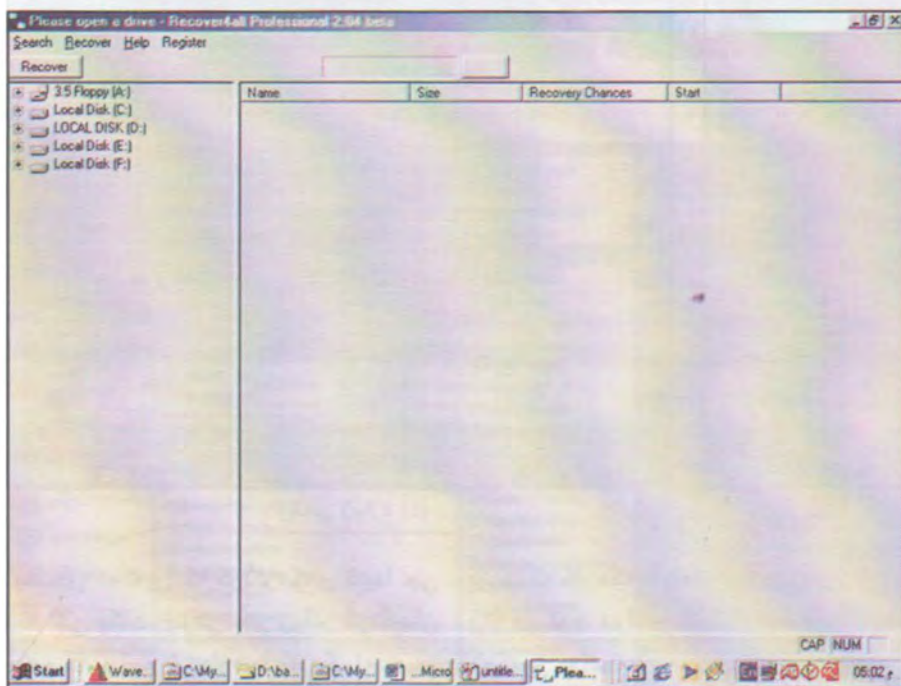 Please open a drive - Recover4all Professional 2.04 beta
Search Recover Help Register
Recover
Name Size Recovery Chances Start
3.5 Floppy (A:)
Local Disk (C:)
LOCAL DISK (D:)
Local Disk (E:)
Local Disk (F:)
CAP NUM
Start Wave... C:\My... D:\ba... C:\My... ...Micro untitle... Plea... 05:02 م